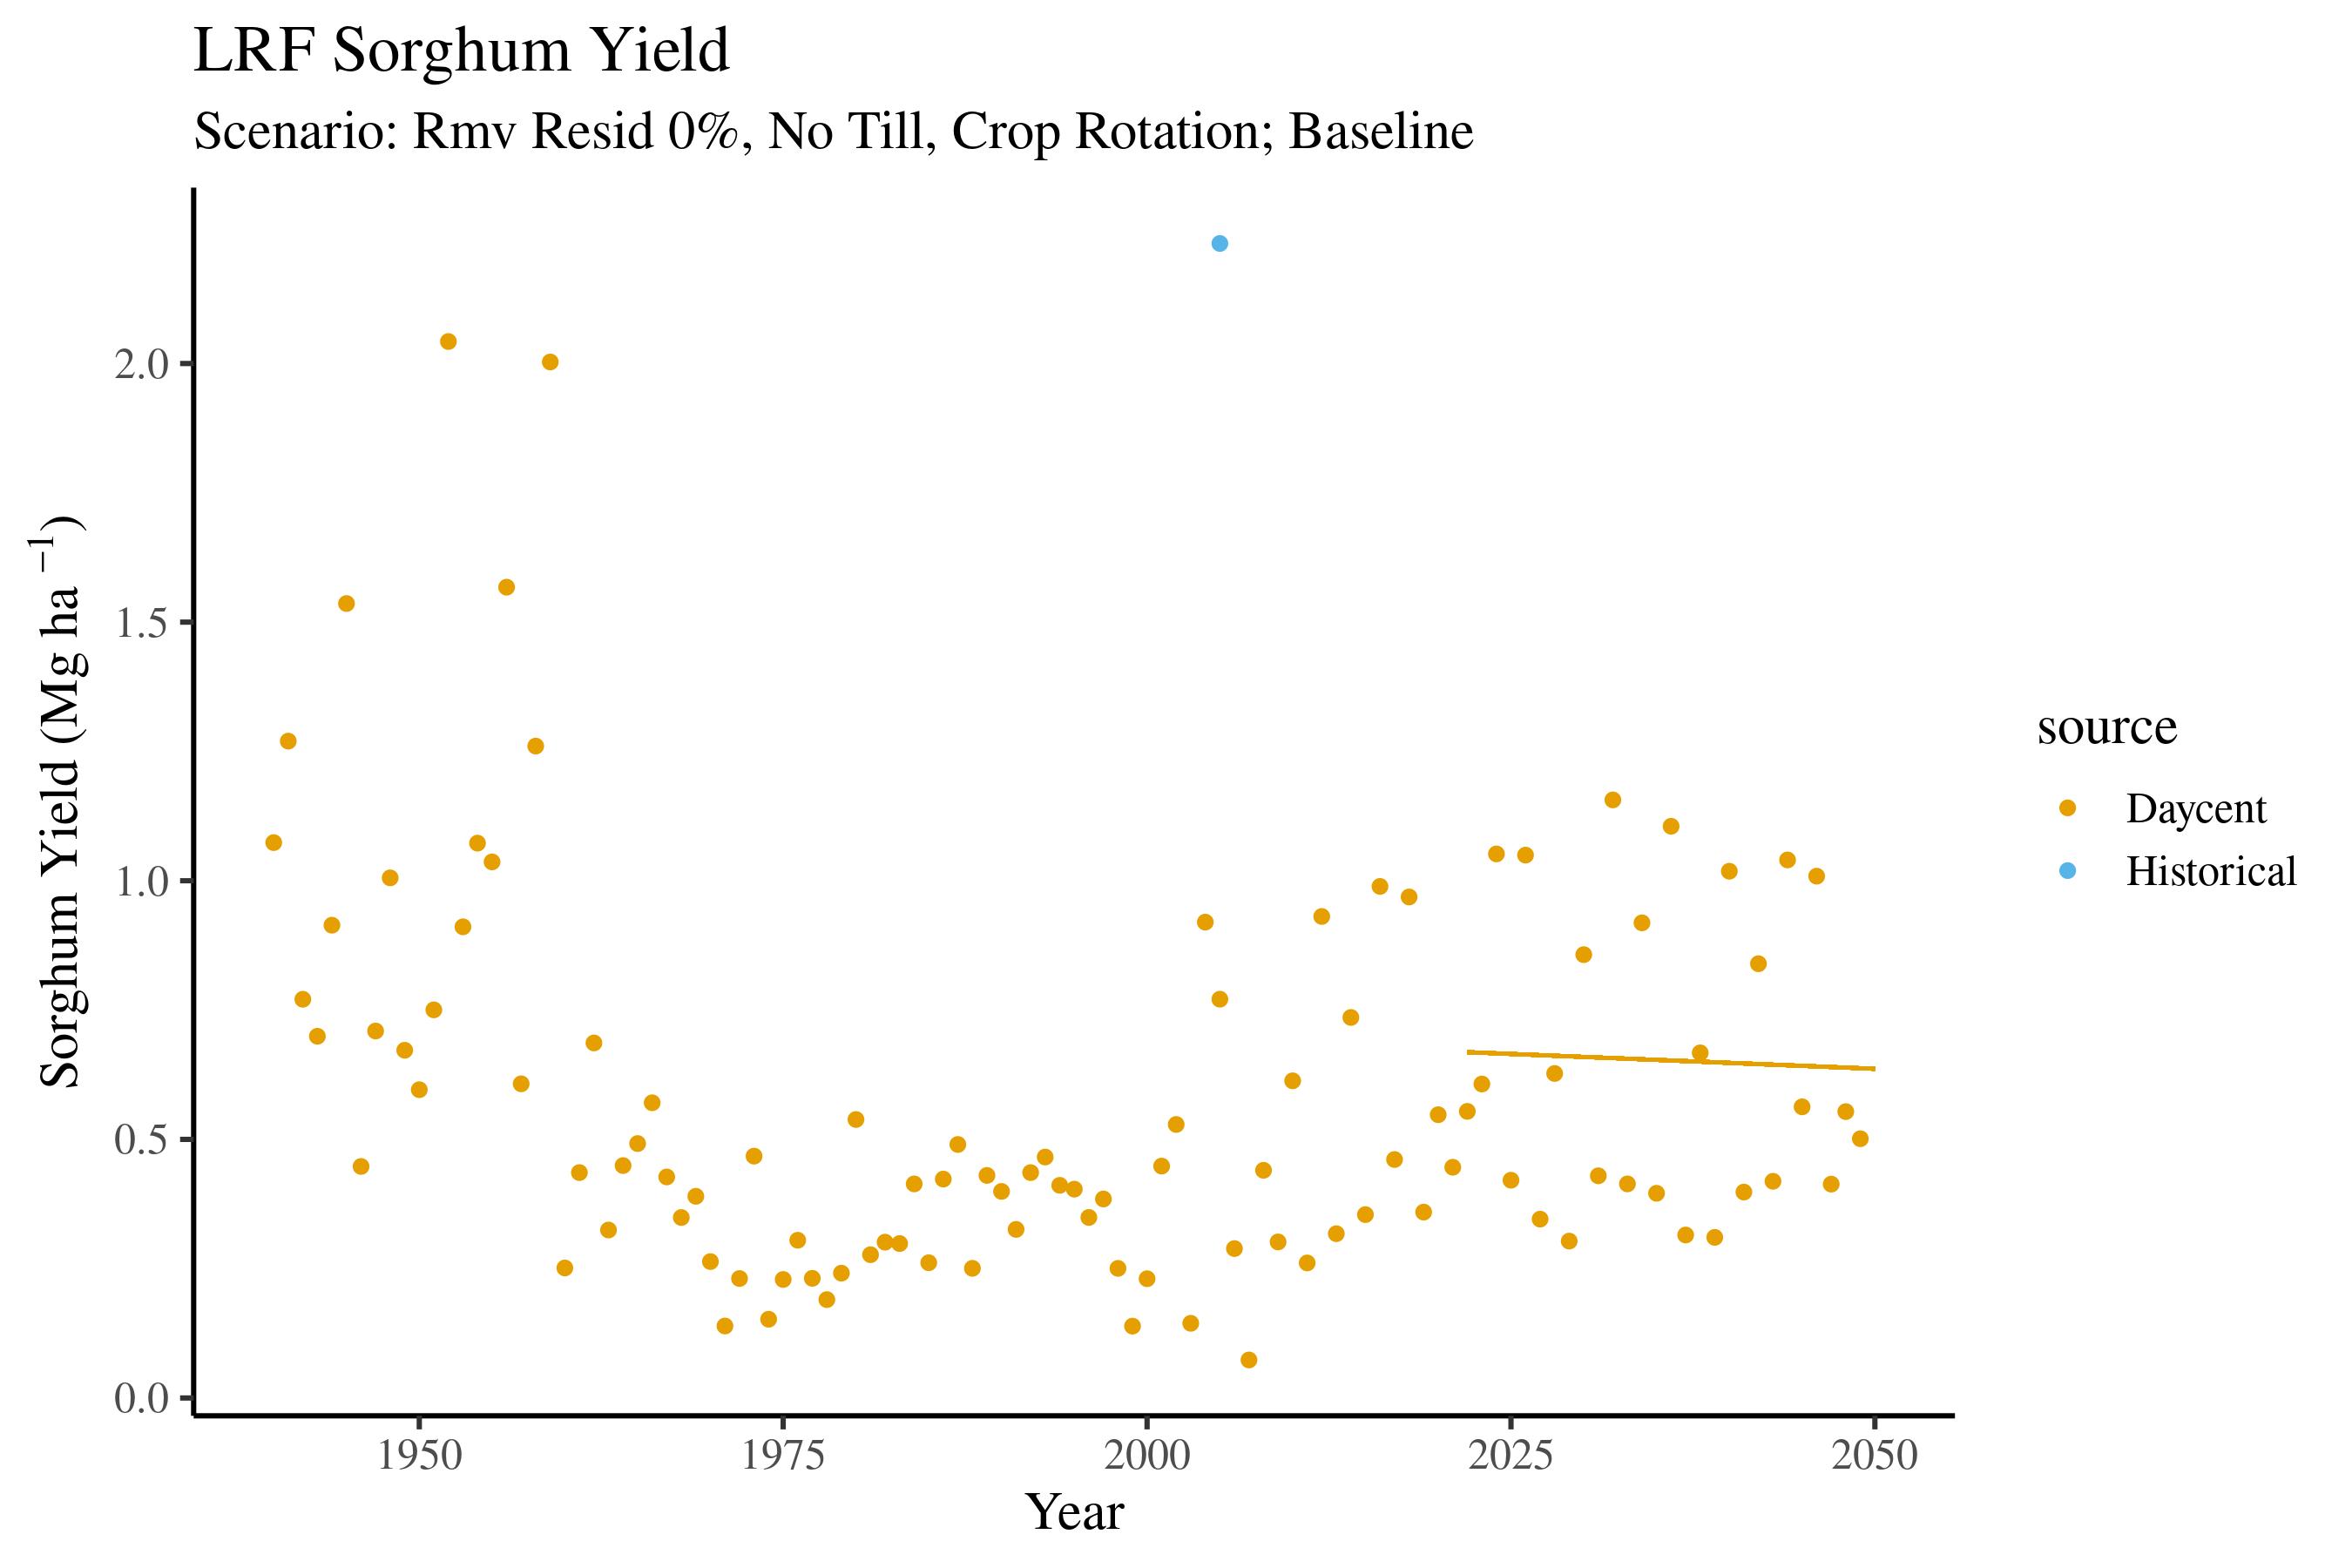 LRF Sorghum Yield
Scenario: Rmv Resid 0%, No Till, Crop Rotation; Baseline
Sorghum Yield (Mg ha −1)
2.0
1.5
1.0
0.5
0.0
1950
1975
2000
2025
2050
Year
source
Daycent
Historical